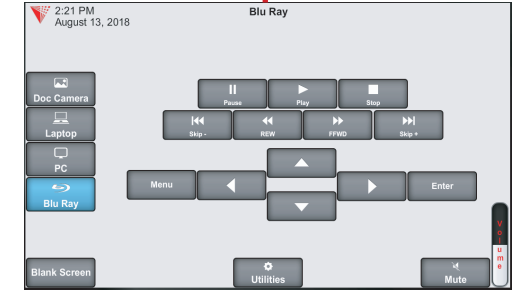 2:21 PM
August 13, 2018
Blu Ray
Doc Camera
Laptop
PC
Blu Ray
Pause
Play
Stop
Skip -
REW
FFWD
Skip +
Menu
Enter
Blank Screen
Utilities
Mute
Volume